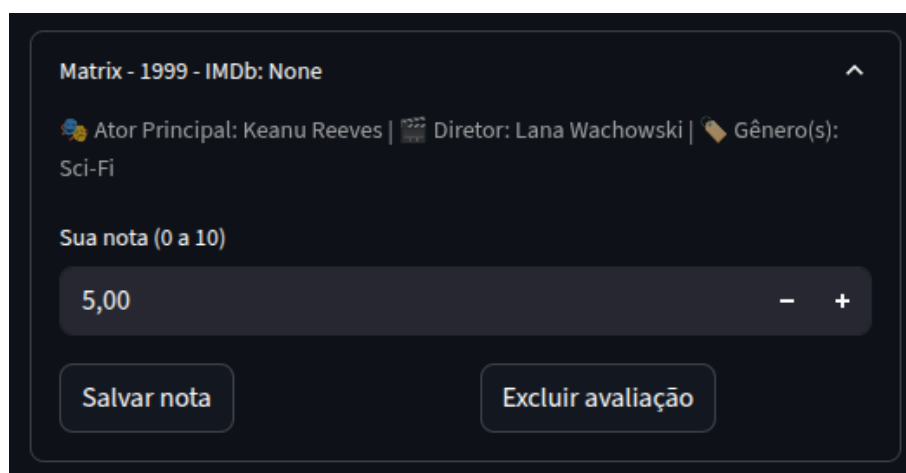 Matrix - 1999 - IMDb: None
🎭 Ator Principal: Keanu Reeves | 🎬 Diretor: Lana Wachowski | 🏷️ Gênero(s):
Sci-Fi
Sua nota (0 a 10)
5,00 − +
Salvar nota Excluir avaliação